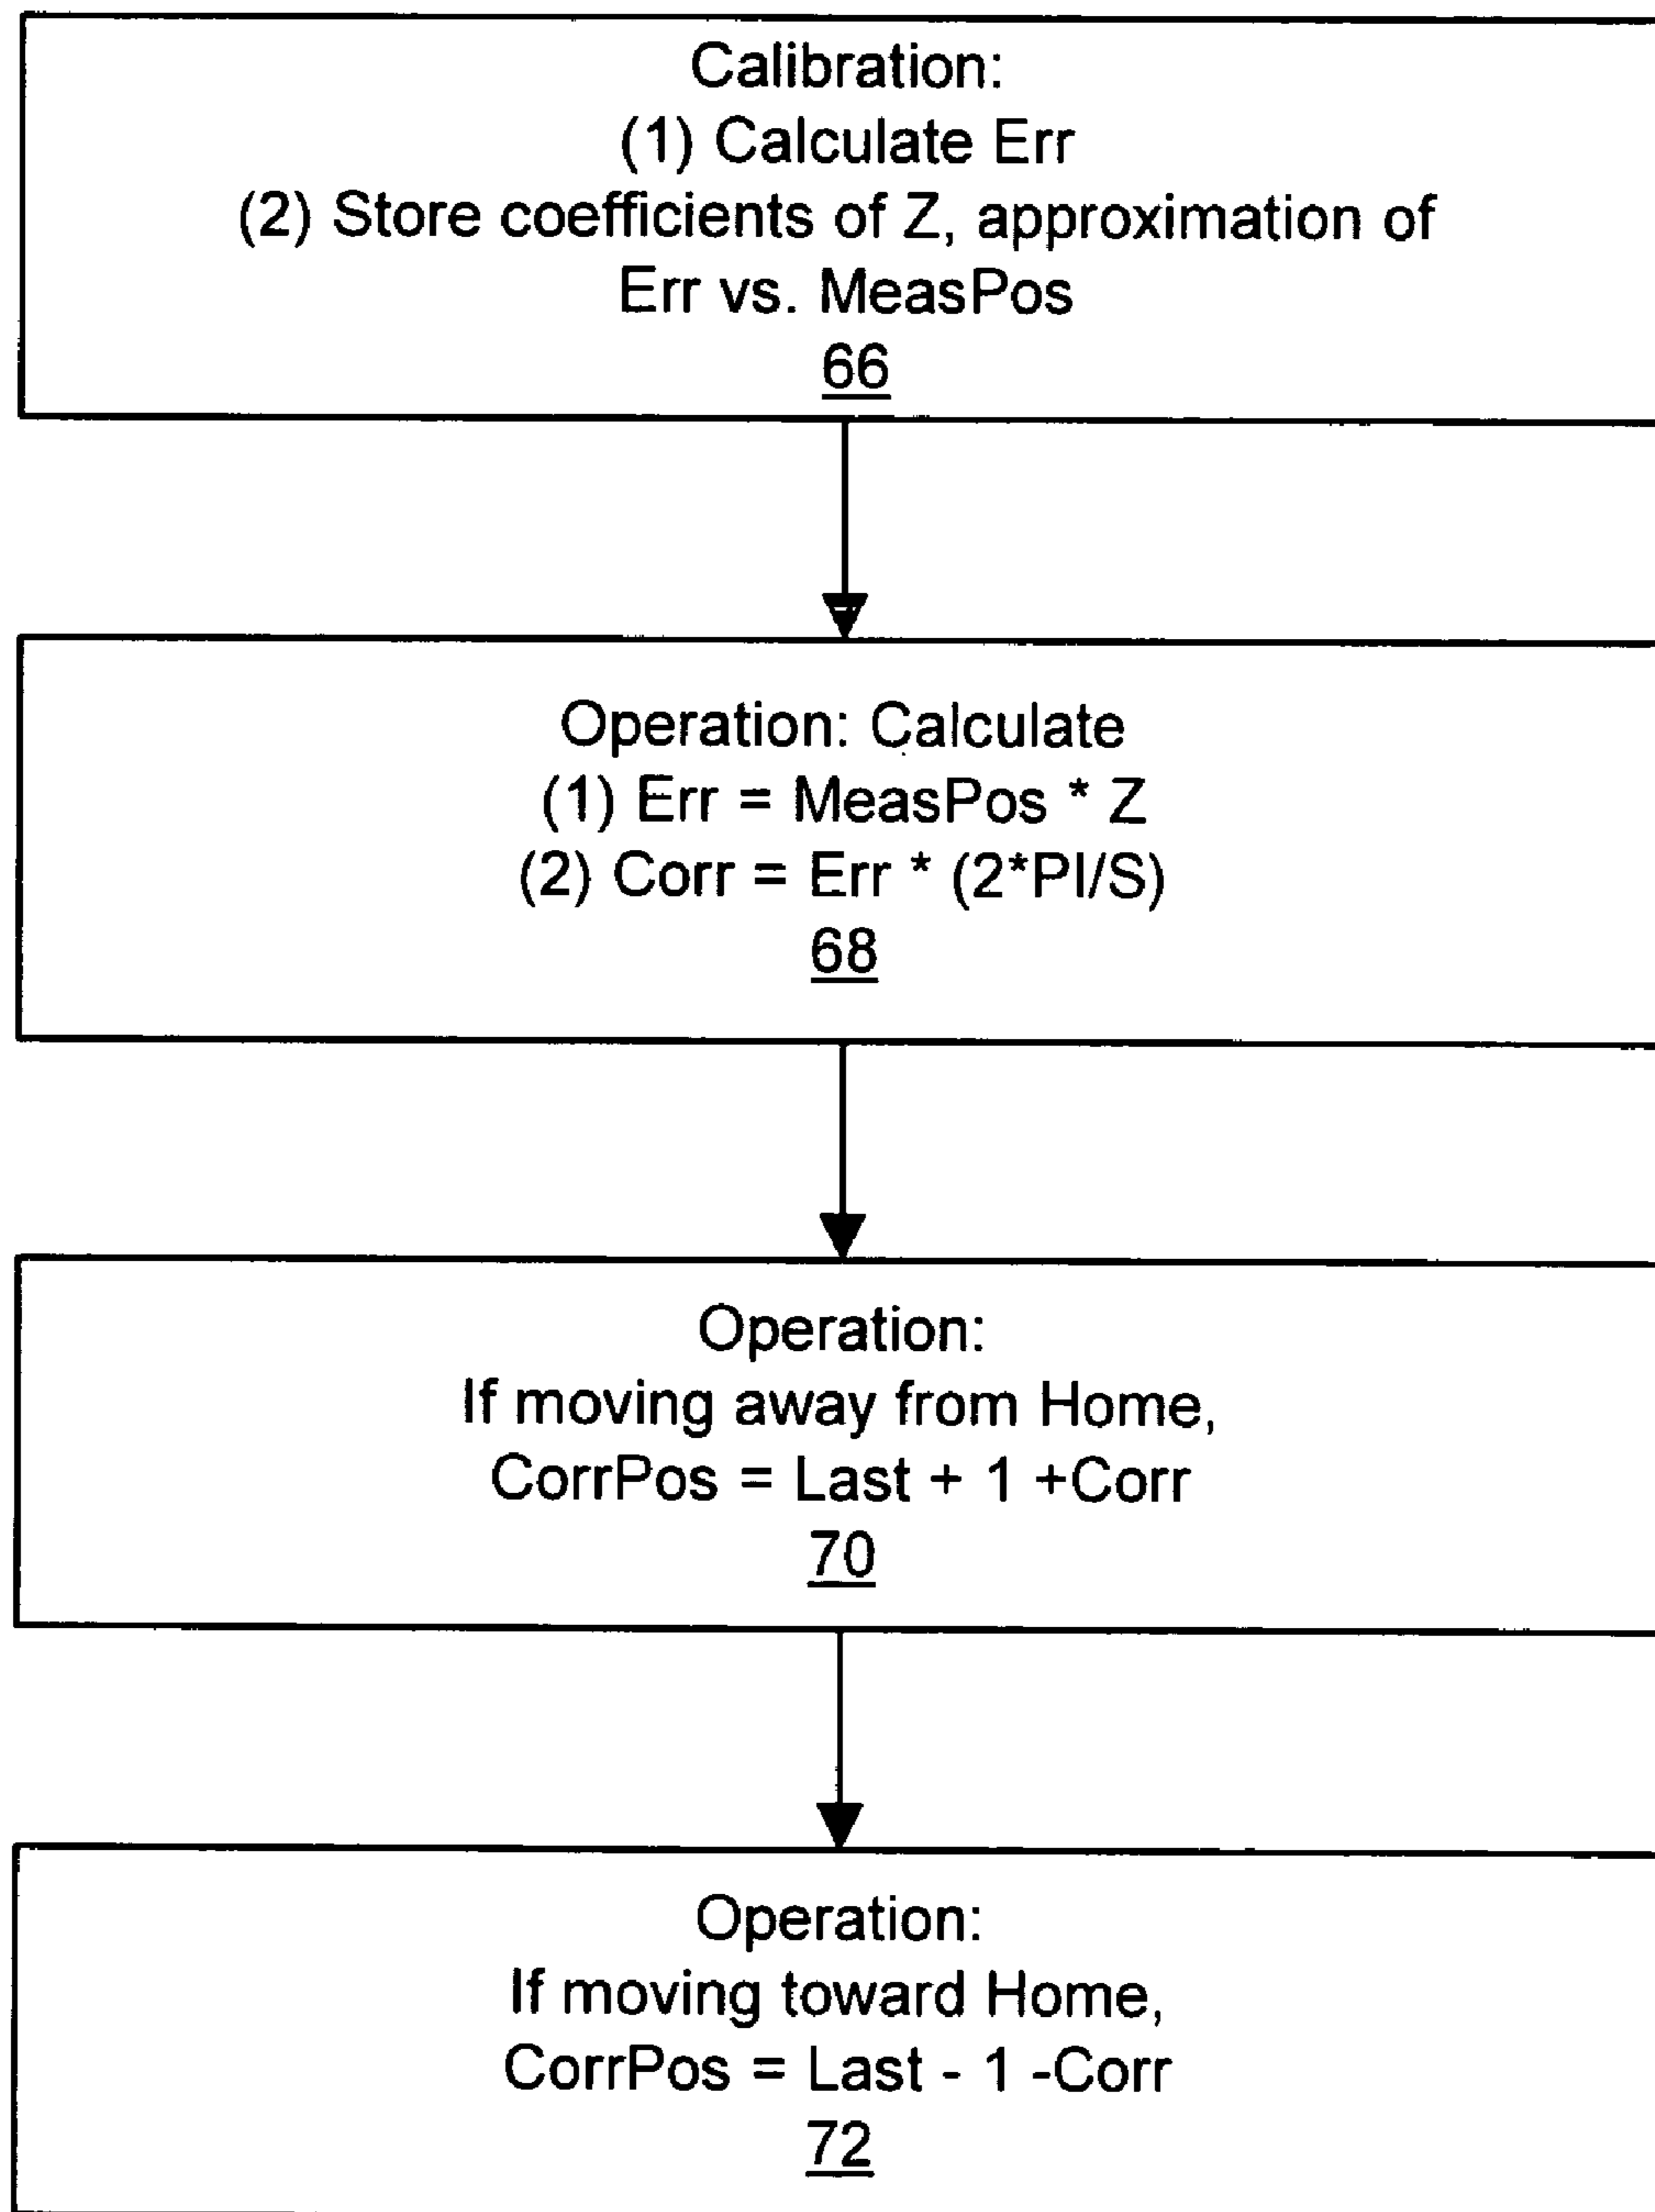 Calibration:
(1) Calculate Err
(2) Store coefficients of Z, approximation of
Err vs. MeasPos
66
Operation: Calculate
(1) Err = MeasPos * Z
(2) Corr = Err * (2*PI/S)
68
Operation:
If moving away from Home,
CorrPos = Last + 1 +Corr
70
Operation:
If moving toward Home,
CorrPos = Last - 1 -Corr
72